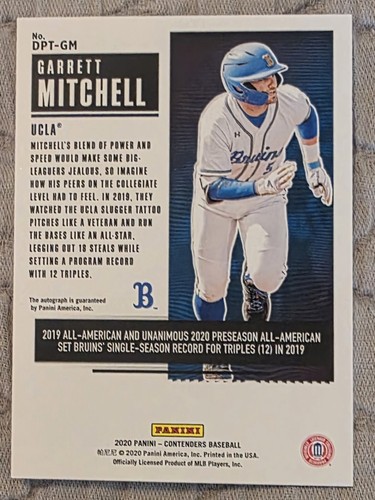 No.
DPT-GM
GARRETT
MITCHELL
UCLA®
MITCHELL'S BLEND OF POWER AND
SPEED WOULD MAKE SOME BIG-
LEAGUERS JEALOUS, SO IMAGINE
HOW HIS PEERS ON THE COLLEGIATE
LEVEL HAD TO FEEL. IN 2019, THEY
WATCHED THE UCLA SLUGGER TATTOO
PITCHES LIKE A VETERAN AND RUN
THE BASES LIKE AN ALL-STAR,
LEGGING OUT 18 STEALS WHILE
SETTING A PROGRAM RECORD
WITH 12 TRIPLES.
The autograph is guaranteed
by Panini America, Inc.
B
B
Bruins
5
2019 ALL-AMERICAN AND UNANIMOUS 2020 PRESEASON ALL-AMERICAN
SET BRUINS' SINGLE-SEASON RECORD FOR TRIPLES (12) IN 2019
PANINI
2020 PANINI – CONTENDERS BASEBALL
帕尼尼 © 2020 Panini America, Inc. Printed in the USA.
Officially Licensed Product of MLB Players, Inc.